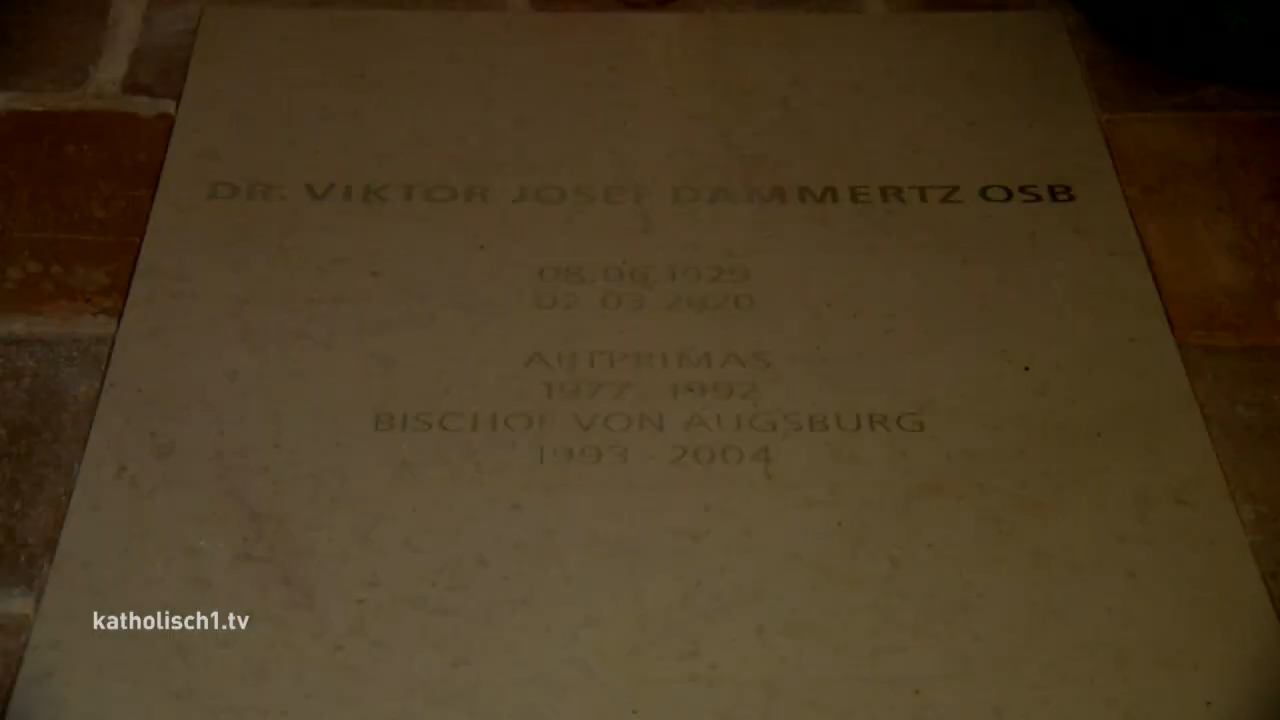 DR. VIKTOR JOSEF DAMMERTZ OSB
08.06.1929
02.03.2020
ABTPRIMAS
1977 - 1992
BISCHOF VON AUGSBURG
1993 - 2004
katholisch1.tv